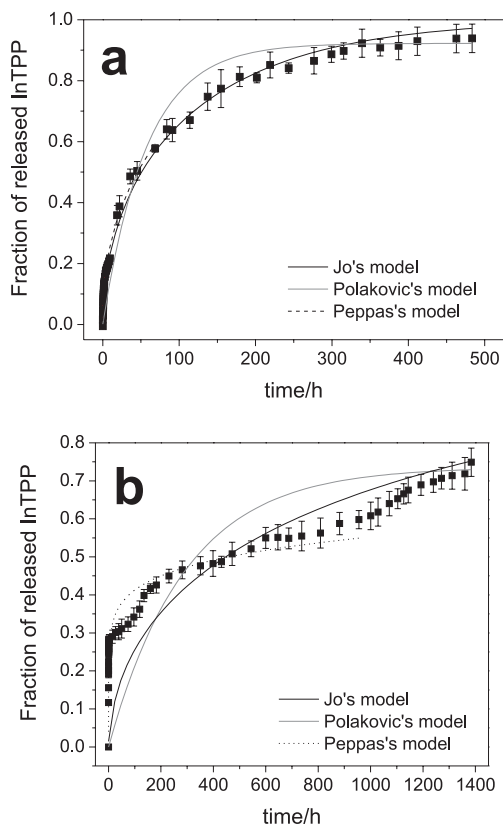 a
Fraction of released InTPP
1.0
0.8
0.6
0.4
0.2
0.0
Jo's model
Polakovic's model
Peppas's model
0 100 200 300 400 500
time/h
b
Fraction of released InTPP
0.8
0.7
0.6
0.5
0.4
0.3
0.2
0.1
0.0
Jo's model
Polakovic's model
Peppas's model
0 200 400 600 800 1000 1200 1400
time/h